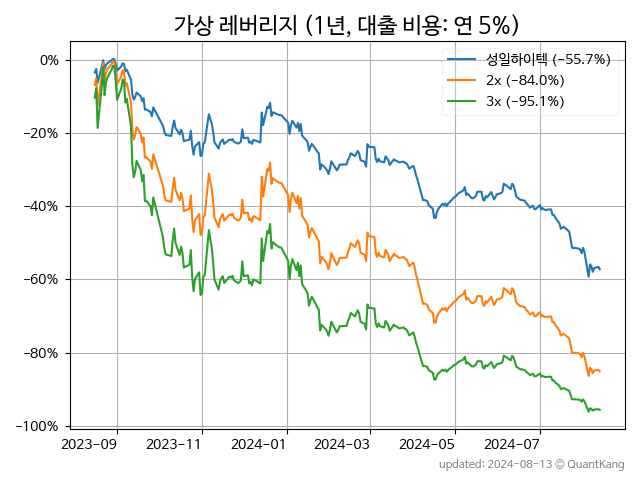 가상 레버리지 (1년, 대출 비용: 연 5%)
성일하이텍 (−55.7%)
2x (−84.0%)
3x (−95.1%)
0%
−20%
−40%
−60%
−80%
−100%
2023-09 2023-11 2024-01 2024-03 2024-05 2024-07
updated: 2024-08-13 © QuantKang